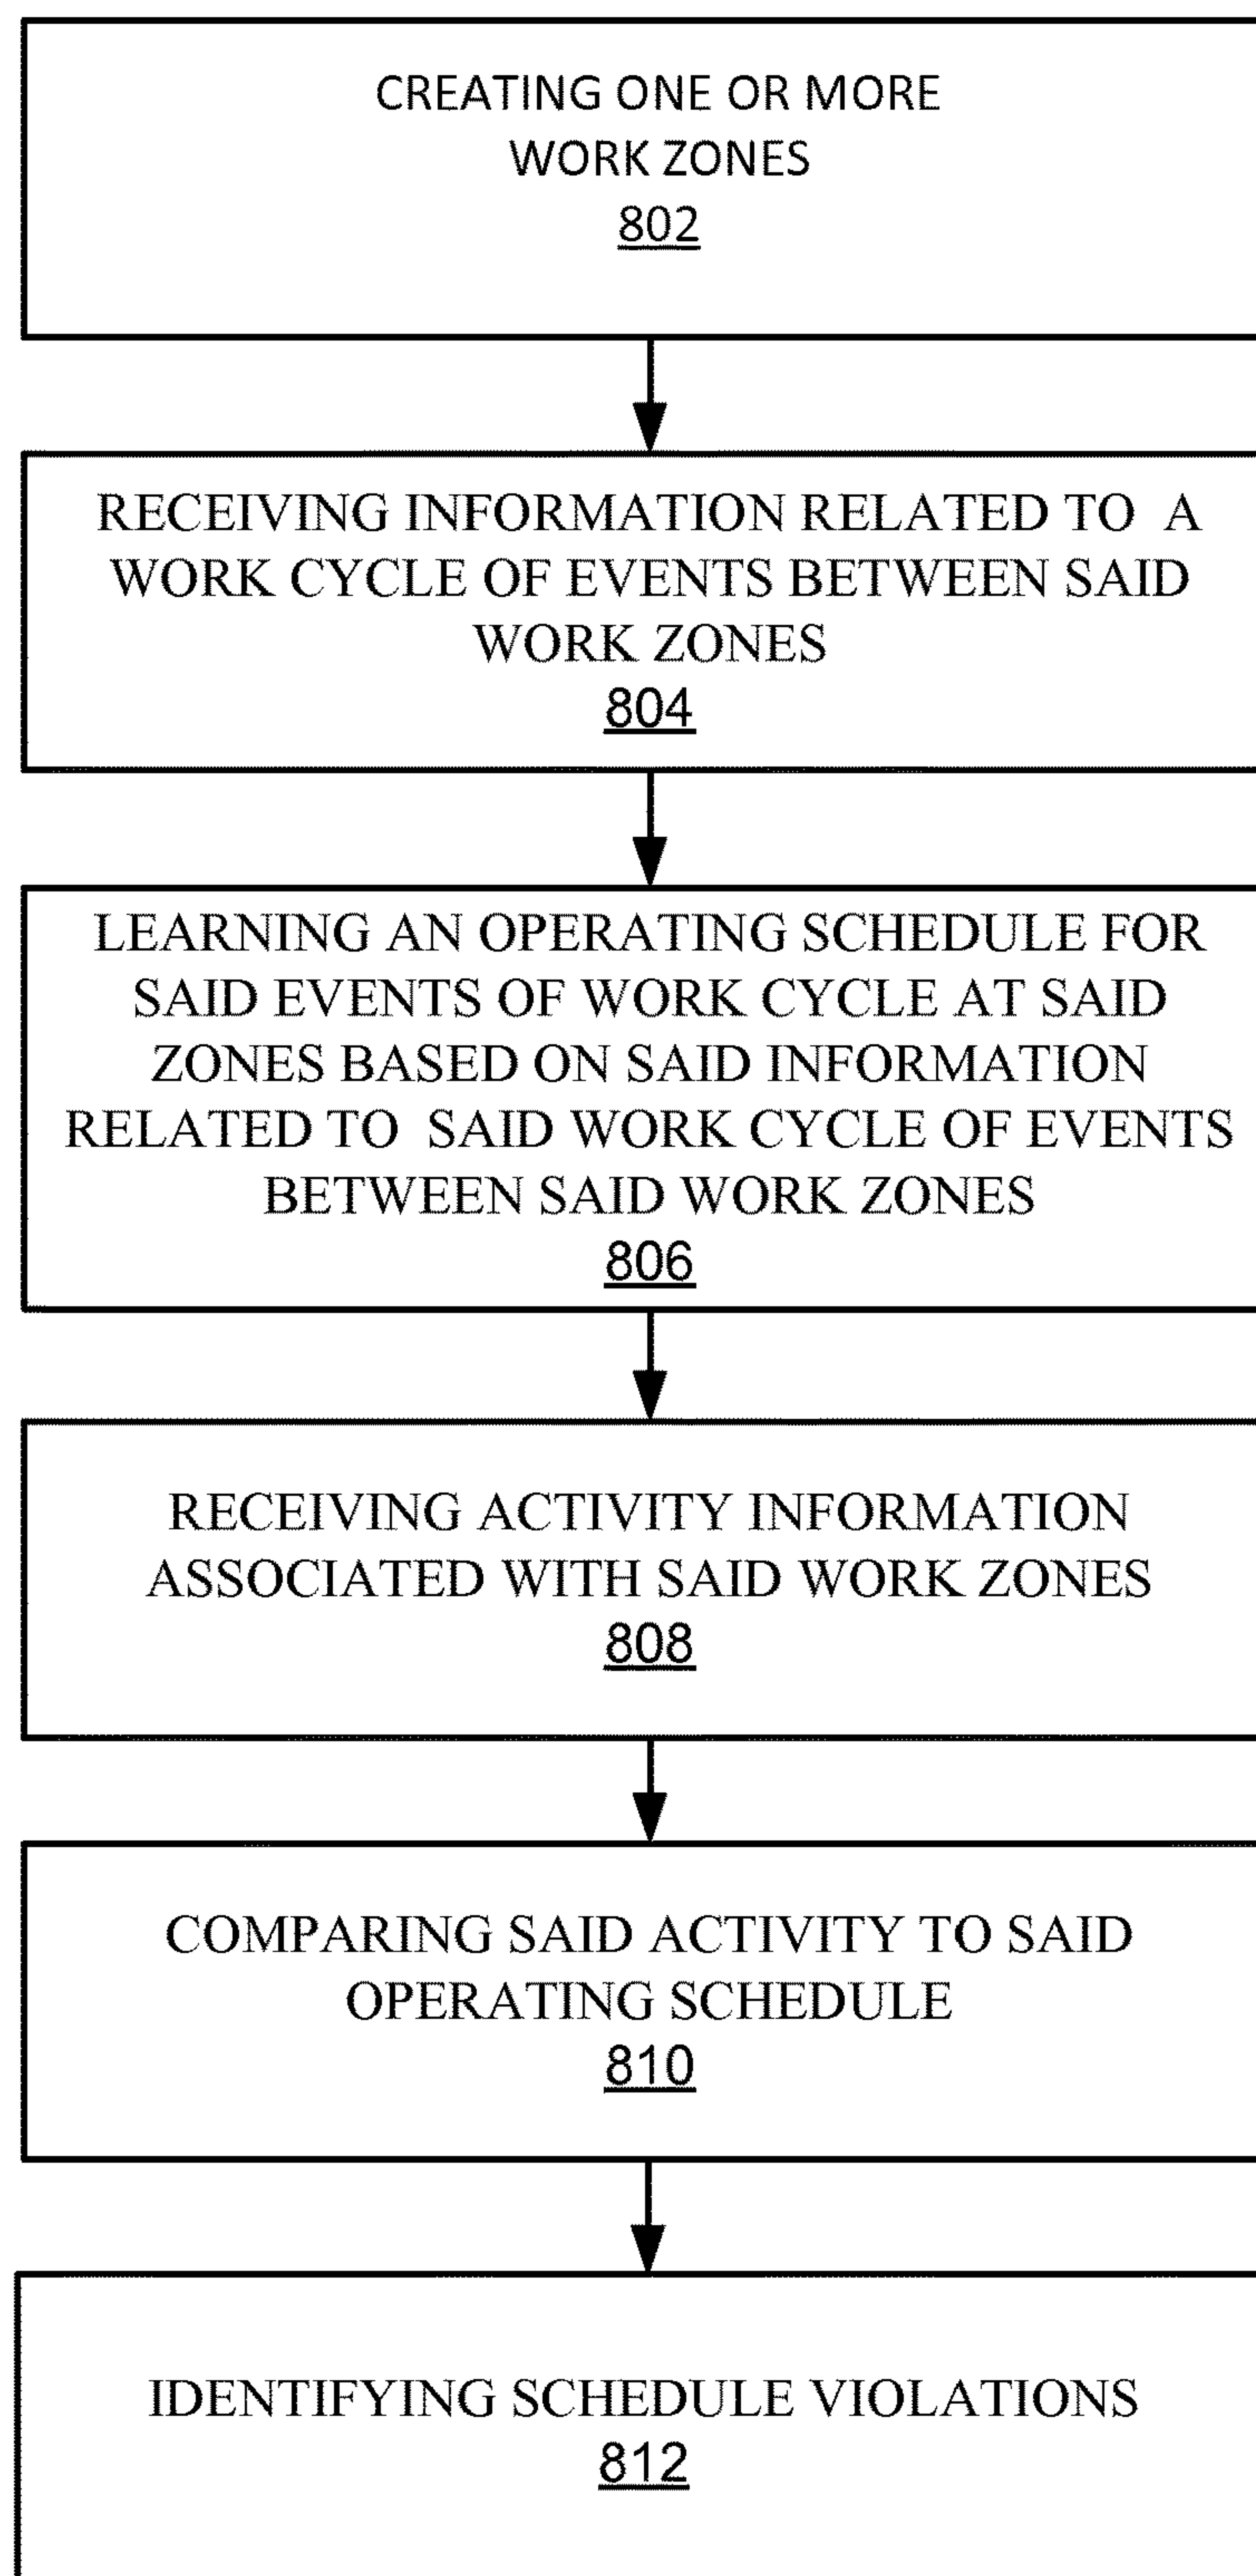 CREATING ONE OR MORE
WORK ZONES
802
RECEIVING INFORMATION RELATED TO A
WORK CYCLE OF EVENTS BETWEEN SAID
WORK ZONES
804
LEARNING AN OPERATING SCHEDULE FOR
SAID EVENTS OF WORK CYCLE AT SAID
ZONES BASED ON SAID INFORMATION
RELATED TO SAID WORK CYCLE OF EVENTS
BETWEEN SAID WORK ZONES
806
RECEIVING ACTIVITY INFORMATION
ASSOCIATED WITH SAID WORK ZONES
808
COMPARING SAID ACTIVITY TO SAID
OPERATING SCHEDULE
810
IDENTIFYING SCHEDULE VIOLATIONS
812